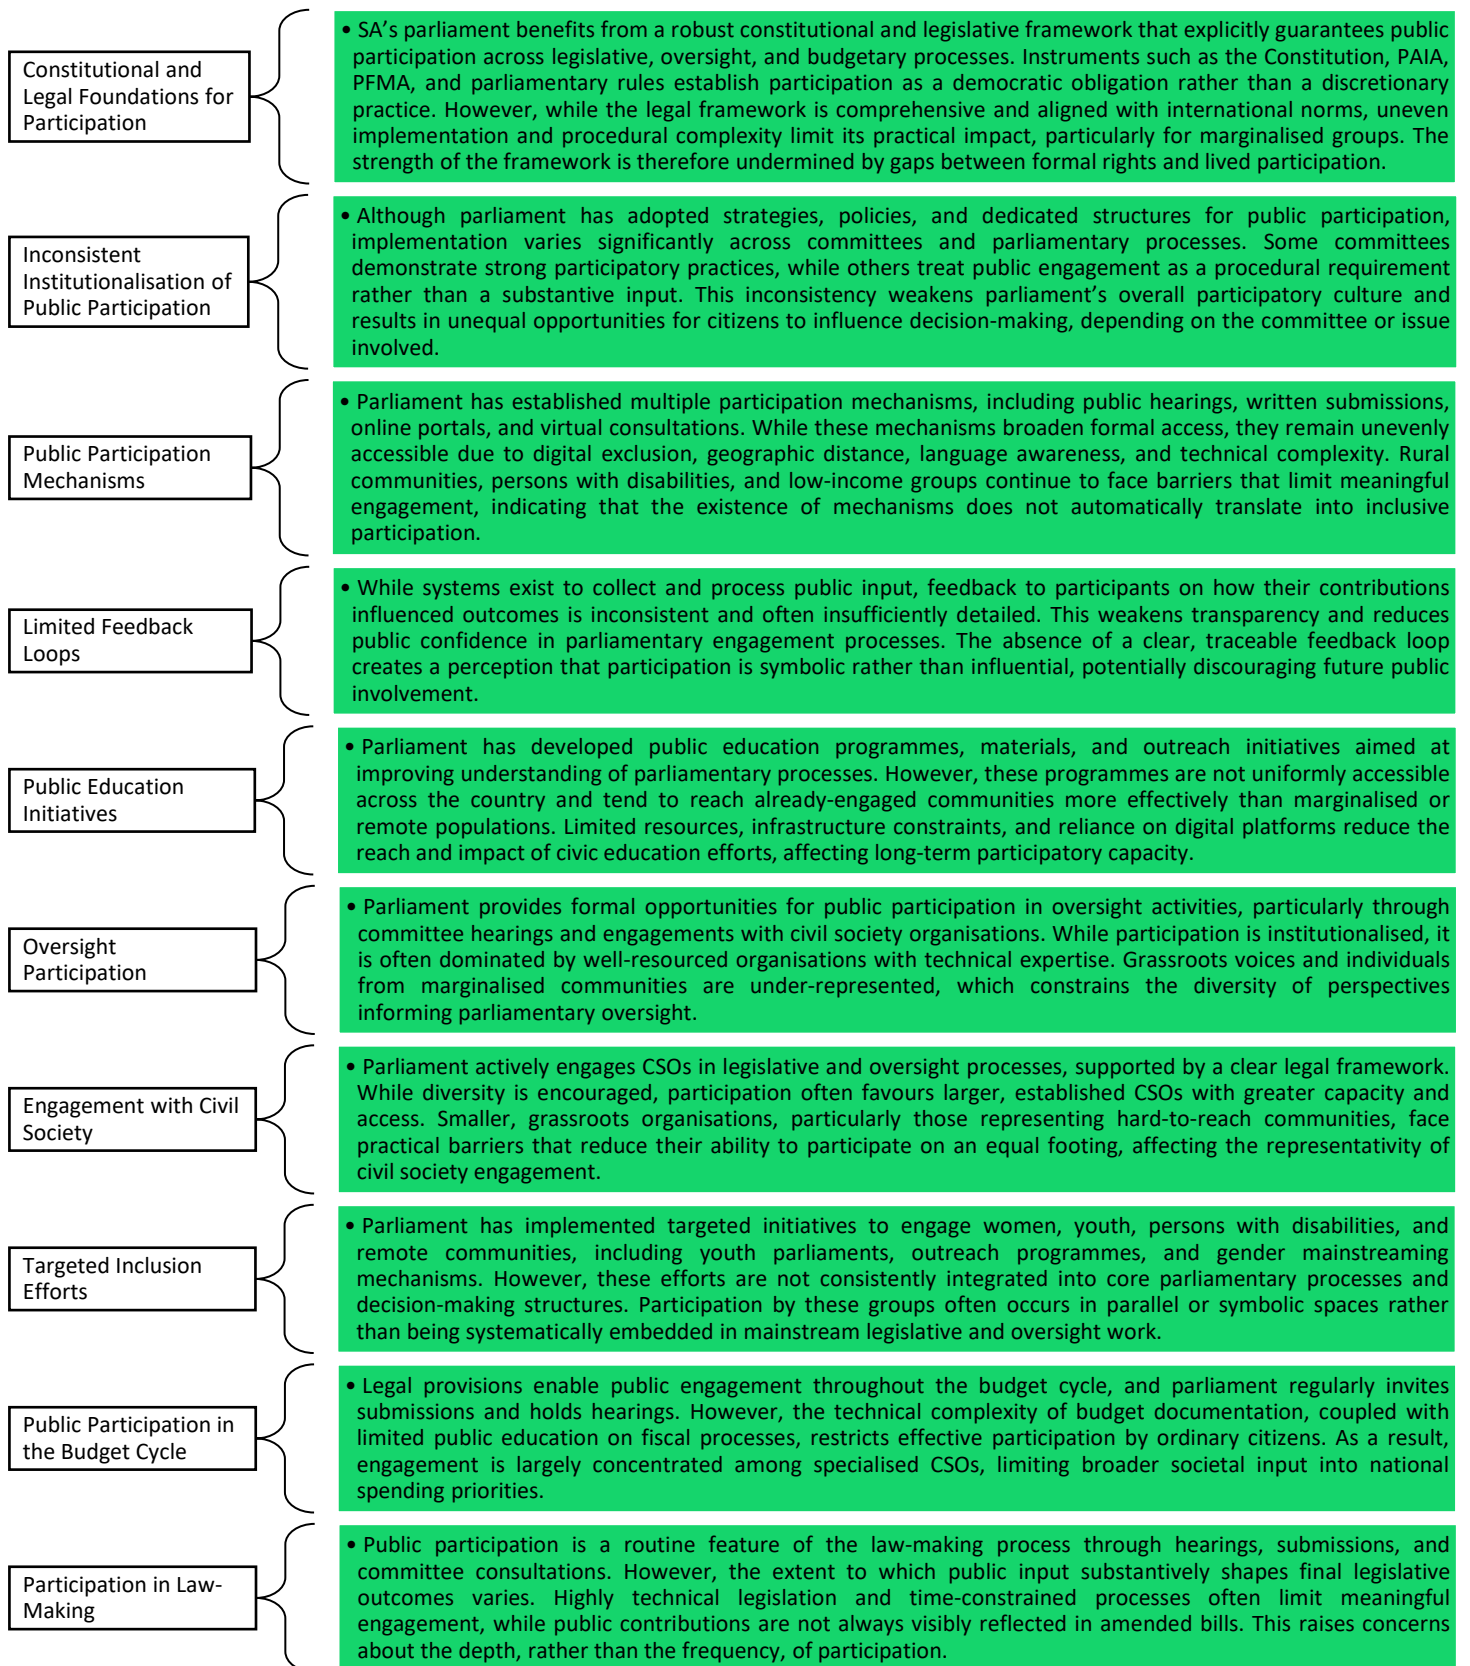 Constitutional and
Legal Foundations for
Participation
• SA's parliament benefits from a robust constitutional and legislative framework that explicitly guarantees public
participation across legislative, oversight, and budgetary processes. Instruments such as the Constitution, PAIA,
PFMA, and parliamentary rules establish participation as a democratic obligation rather than a discretionary
practice. However, while the legal framework is comprehensive and aligned with international norms, uneven
implementation and procedural complexity limit its practical impact, particularly for marginalised groups. The
strength of the framework is therefore undermined by gaps between formal rights and lived participation.
Inconsistent
Institutionalisation of
Public Participation
• Although parliament has adopted strategies, policies, and dedicated structures for public participation,
implementation varies significantly across committees and parliamentary processes. Some committees
demonstrate strong participatory practices, while others treat public engagement as a procedural requirement
rather than a substantive input. This inconsistency weakens parliament's overall participatory culture and
results in unequal opportunities for citizens to influence decision-making, depending on the committee or issue
involved.
Public Participation
Mechanisms
• Parliament has established multiple participation mechanisms, including public hearings, written submissions,
online portals, and virtual consultations. While these mechanisms broaden formal access, they remain unevenly
accessible due to digital exclusion, geographic distance, language awareness, and technical complexity. Rural
communities, persons with disabilities, and low-income groups continue to face barriers that limit meaningful
engagement, indicating that the existence of mechanisms does not automatically translate into inclusive
participation.
Limited Feedback
Loops
• While systems exist to collect and process public input, feedback to participants on how their contributions
influenced outcomes is inconsistent and often insufficiently detailed. This weakens transparency and reduces
public confidence in parliamentary engagement processes. The absence of a clear, traceable feedback loop
creates a perception that participation is symbolic rather than influential, potentially discouraging future public
involvement.
Public Education
Initiatives
• Parliament has developed public education programmes, materials, and outreach initiatives aimed at
improving understanding of parliamentary processes. However, these programmes are not uniformly accessible
across the country and tend to reach already-engaged communities more effectively than marginalised or
remote populations. Limited resources, infrastructure constraints, and reliance on digital platforms reduce the
reach and impact of civic education efforts, affecting long-term participatory capacity.
Oversight
Participation
• Parliament provides formal opportunities for public participation in oversight activities, particularly through
committee hearings and engagements with civil society organisations. While participation is institutionalised, it
is often dominated by well-resourced organisations with technical expertise. Grassroots voices and individuals
from marginalised communities are under-represented, which constrains the diversity of perspectives
informing parliamentary oversight.
Engagement with Civil
Society
• Parliament actively engages CSOs in legislative and oversight processes, supported by a clear legal framework.
While diversity is encouraged, participation often favours larger, established CSOs with greater capacity and
access. Smaller, grassroots organisations, particularly those representing hard-to-reach communities, face
practical barriers that reduce their ability to participate on an equal footing, affecting the representativity of
civil society engagement.
Targeted Inclusion
Efforts
• Parliament has implemented targeted initiatives to engage women, youth, persons with disabilities, and
remote communities, including youth parliaments, outreach programmes, and gender mainstreaming
mechanisms. However, these efforts are not consistently integrated into core parliamentary processes and
decision-making structures. Participation by these groups often occurs in parallel or symbolic spaces rather
than being systematically embedded in mainstream legislative and oversight work.
Public Participation in
the Budget Cycle
• Legal provisions enable public engagement throughout the budget cycle, and parliament regularly invites
submissions and holds hearings. However, the technical complexity of budget documentation, coupled with
limited public education on fiscal processes, restricts effective participation by ordinary citizens. As a result,
engagement is largely concentrated among specialised CSOs, limiting broader societal input into national
spending priorities.
Participation in Law-
Making
• Public participation is a routine feature of the law-making process through hearings, submissions, and
committee consultations. However, the extent to which public input substantively shapes final legislative
outcomes varies. Highly technical legislation and time-constrained processes often limit meaningful
engagement, while public contributions are not always visibly reflected in amended bills. This raises concerns
about the depth, rather than the frequency, of participation.